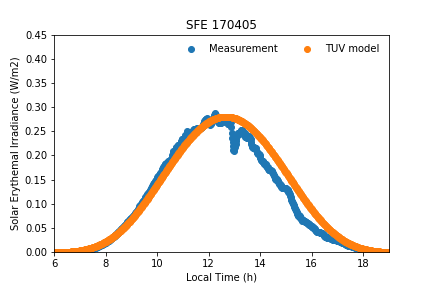 SFE 170405
Measurement
TUV model
0.45
0.40
0.35
0.30
0.25
0.20
0.15
0.10
0.05
0.00
Solar Erythemal Irradiance (W/m2)
6 8 10 12 14 16 18
Local Time (h)